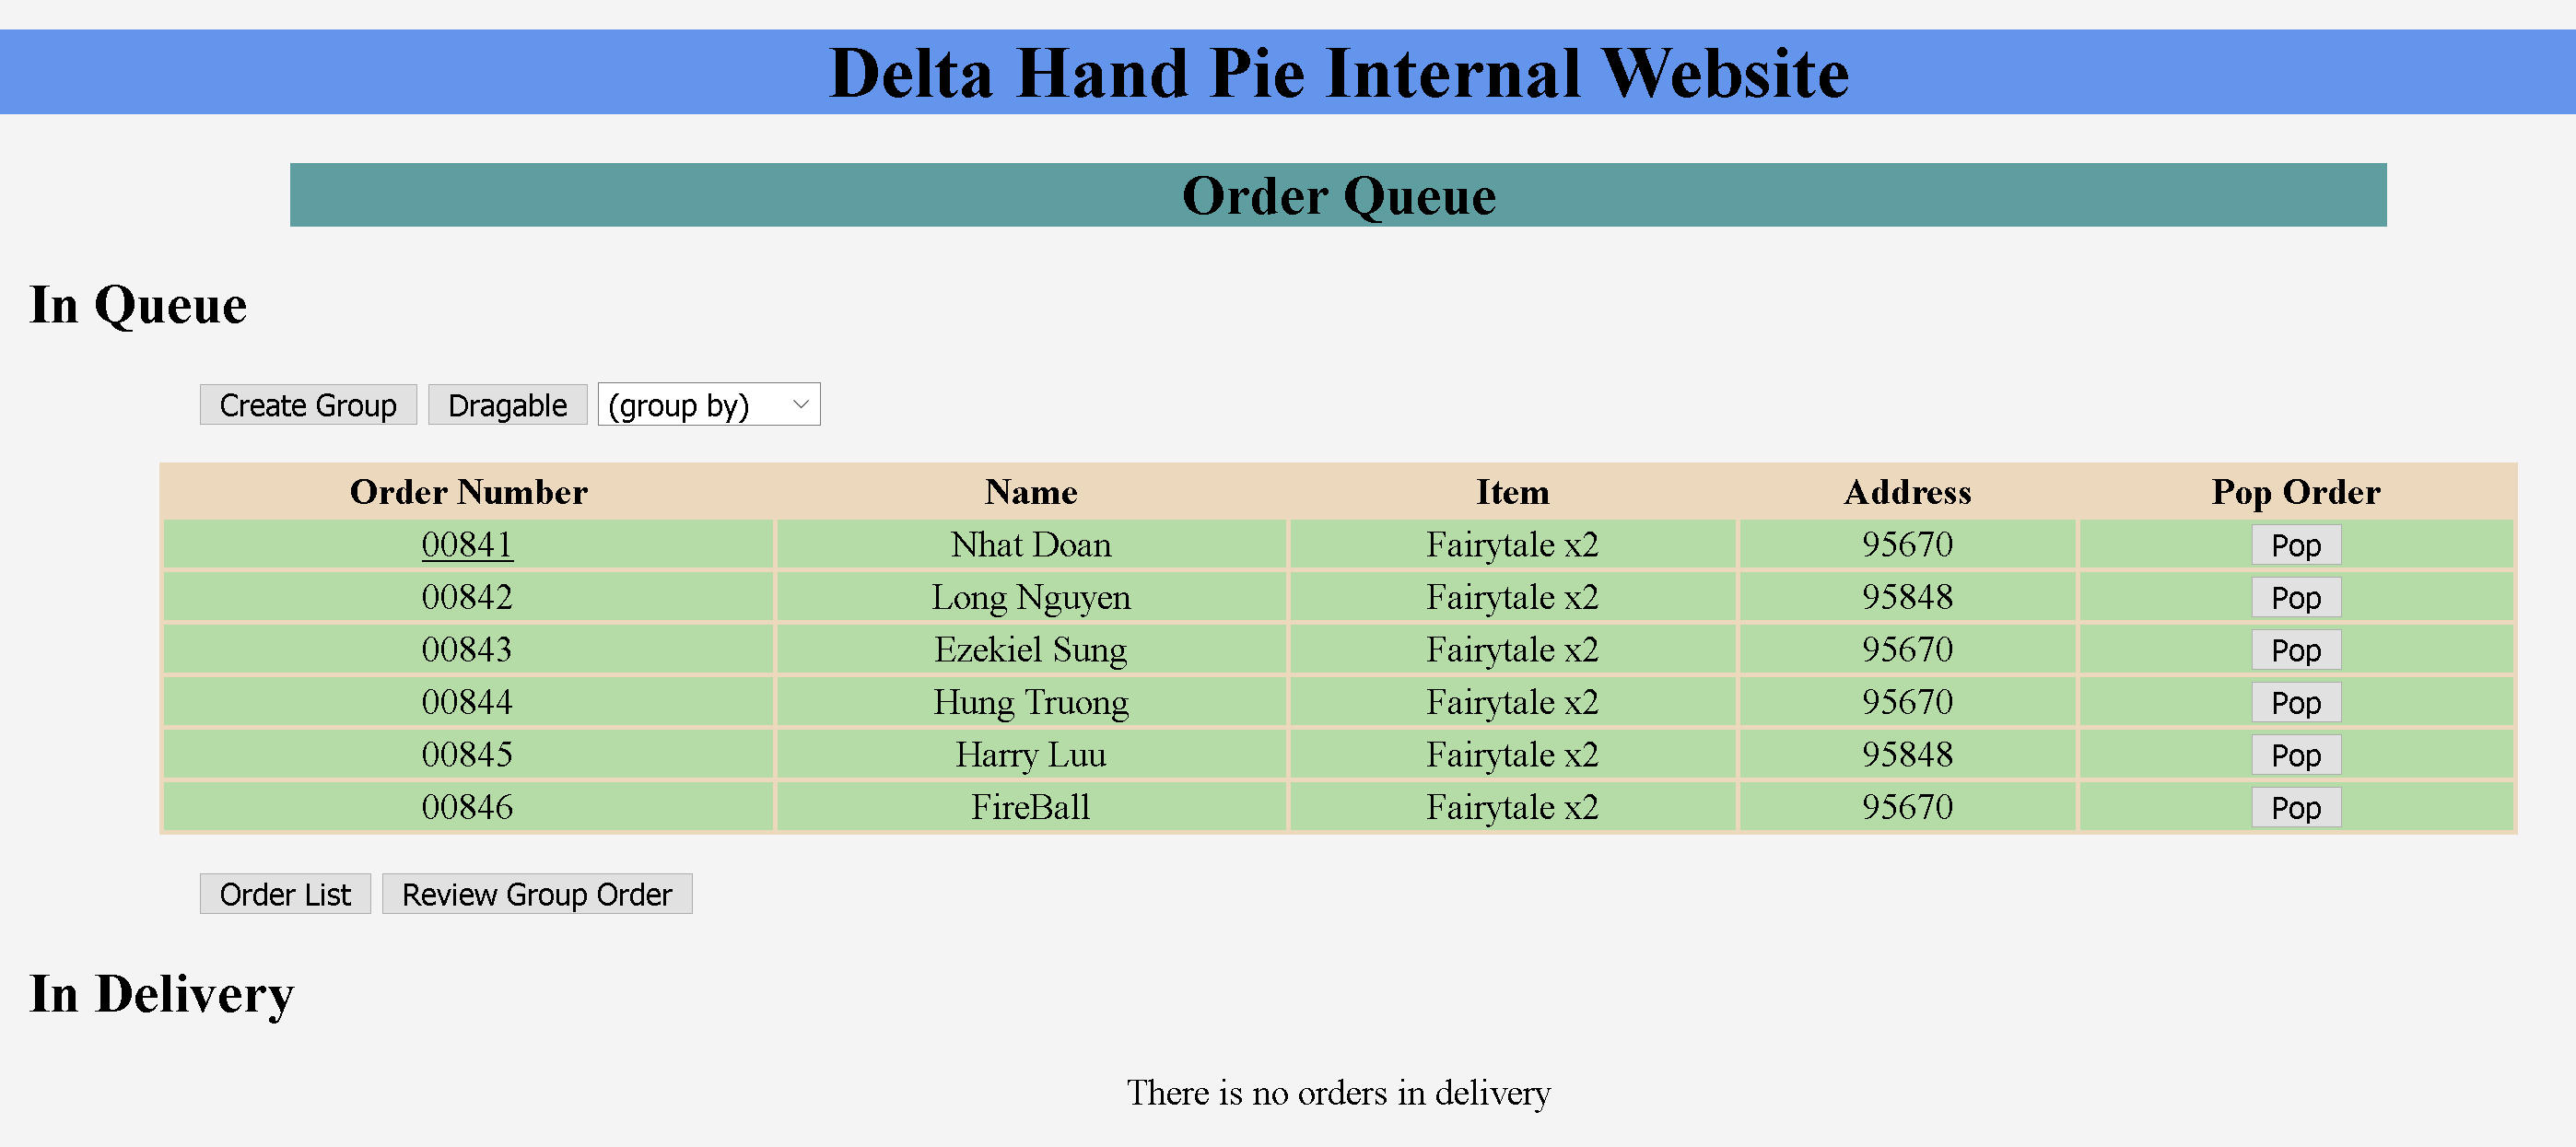 Delta Hand Pie Internal Website
Order Queue
In Queue
Create Group Dragable (group by)
Order Number Name Item Address Pop Order
00841 Nhat Doan Fairytale x2 95670 Pop
00842 Long Nguyen Fairytale x2 95848 Pop
00843 Ezekiel Sung Fairytale x2 95670 Pop
00844 Hung Truong Fairytale x2 95670 Pop
00845 Harry Luu Fairytale x2 95848 Pop
00846 FireBall Fairytale x2 95670 Pop
Order List Review Group Order
In Delivery
There is no orders in delivery